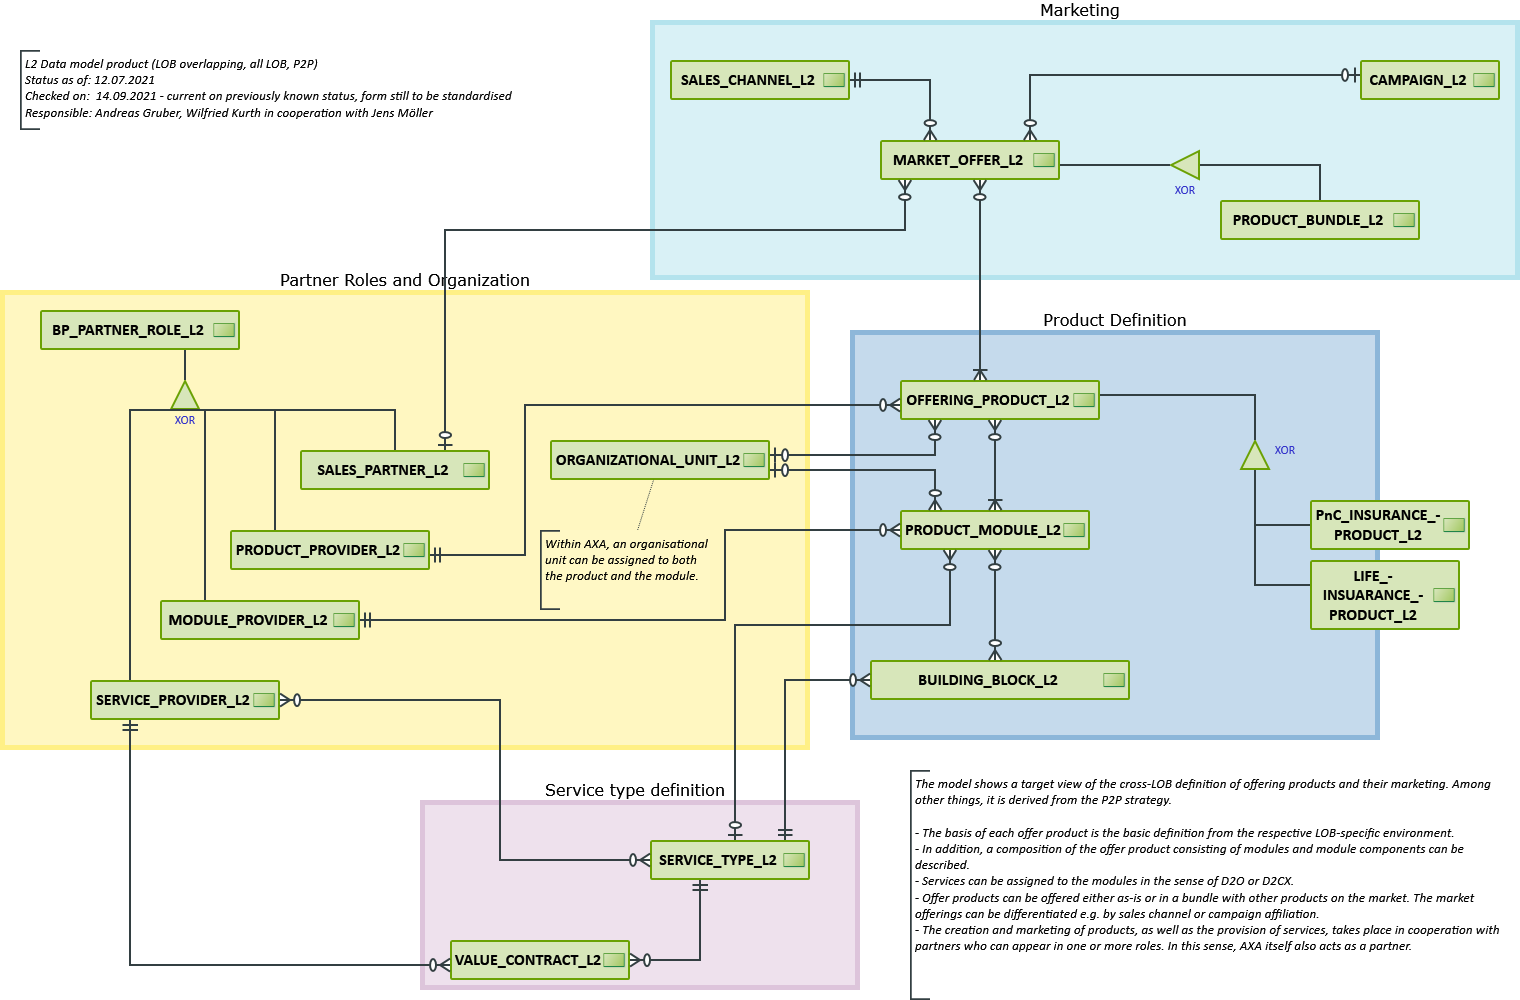 Marketing
L2 Data model product (LOB overlapping, all LOB, P2P)
Status as of: 12.07.2021
Checked on:  14.09.2021 - current on previously known status, form still to be standardised
Responsible: Andreas Gruber, Wilfried Kurth in cooperation with Jens Möller
SALES_CHANNEL_L2
CAMPAIGN_L2
MARKET_OFFER_L2
XOR
PRODUCT_BUNDLE_L2
Partner Roles and Organization
BP_PARTNER_ROLE_L2
XOR
SALES_PARTNER_L2
ORGANIZATIONAL_UNIT_L2
PRODUCT_PROVIDER_L2
Within AXA, an organisational
unit can be assigned to both
the product and the module.
MODULE_PROVIDER_L2
SERVICE_PROVIDER_L2
Product Definition
OFFERING_PRODUCT_L2
XOR
PRODUCT_MODULE_L2
PnC_INSURANCE_-
PRODUCT_L2
LIFE_-
INSUARANCE_-
PRODUCT_L2
BUILDING_BLOCK_L2
Service type definition
SERVICE_TYPE_L2
VALUE_CONTRACT_L2
The model shows a target view of the cross-LOB definition of offering products and their marketing. Among
other things, it is derived from the P2P strategy.
- The basis of each offer product is the basic definition from the respective LOB-specific environment.
- In addition, a composition of the offer product consisting of modules and module components can be
described.
- Services can be assigned to the modules in the sense of D2O or D2CX.
- Offer products can be offered either as-is or in a bundle with other products on the market. The market
offerings can be differentiated e.g. by sales channel or campaign affiliation.
- The creation and marketing of products, as well as the provision of services, takes place in cooperation with
partners who can appear in one or more roles. In this sense, AXA itself also acts as a partner.